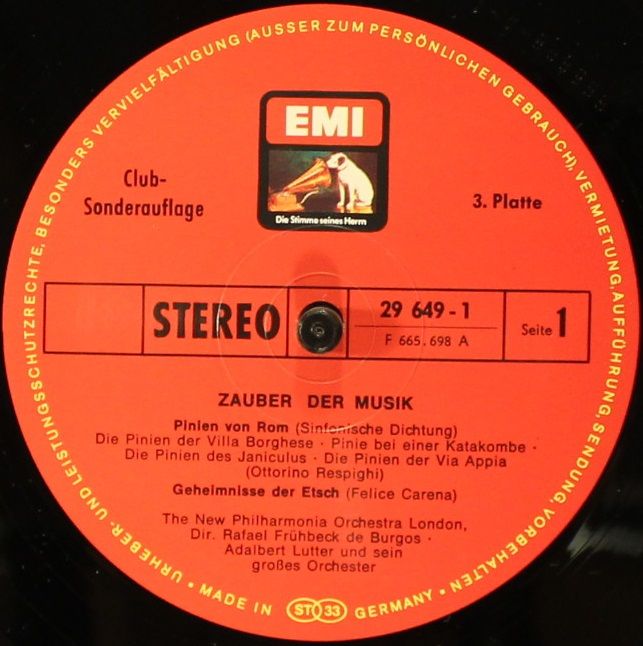 URHEBER- UND LEISTUNGSSCHUTZRECHTE, BESONDERS VERVIELFÄLTIGUNG (AUSSER ZUM PERSÖNLICHEN GEBRAUCH), VERMIETUNG, AUFFÜHRUNG, SENDUNG, VORBEHALTEN •
EMI
Die Stimme seines Herrn
Club-
Sonderauflage
3. Platte
STEREO
29 649 - 1
F 665.698 A
Seite 1
ZAUBER DER MUSIK
Pinien von Rom (Sinfonische Dichtung)
Die Pinien der Villa Borghese · Pinie bei einer Katakombe ·
Die Pinien des Janiculus · Die Pinien der Via Appia
(Ottorino Respighi)
Geheimnisse der Etsch (Felice Carena)
The New Philharmonia Orchestra London,
Dir. Rafael Frühbeck de Burgos ·
Adalbert Lutter und sein
großes Orchester
• MADE IN ST 33 GERMANY •